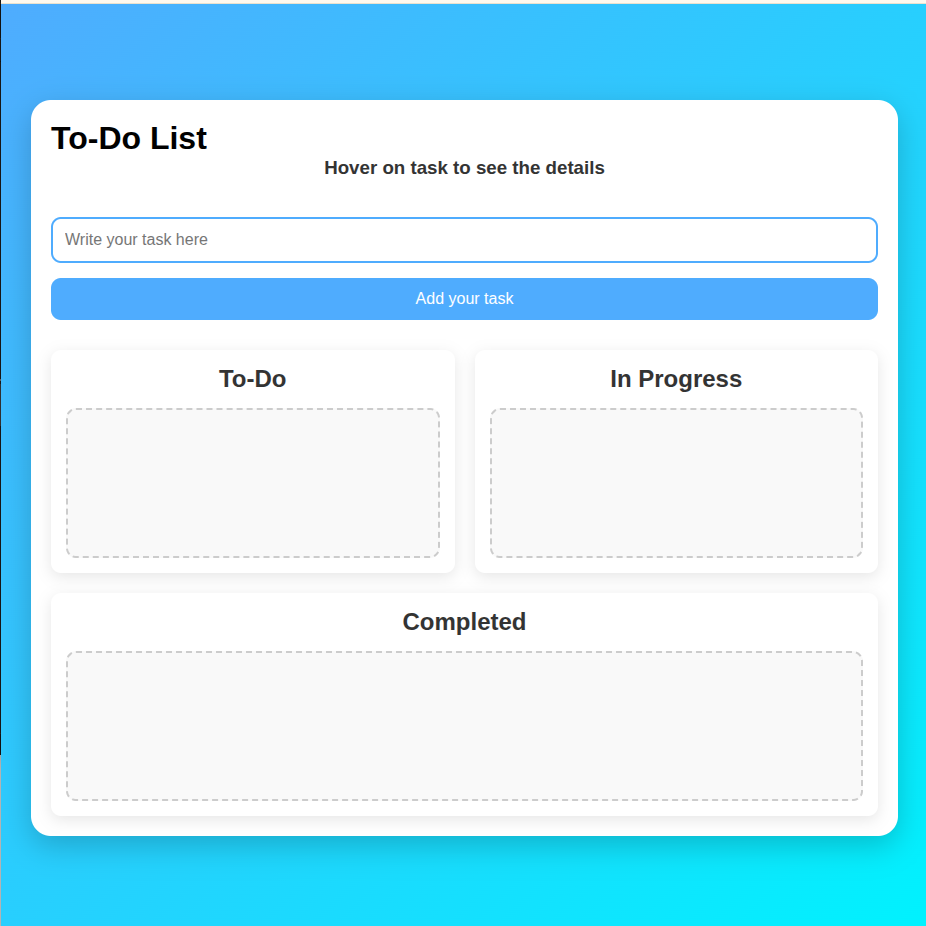 To-Do List
Hover on task to see the details
Write your task here
Add your task
To-Do
In Progress
Completed